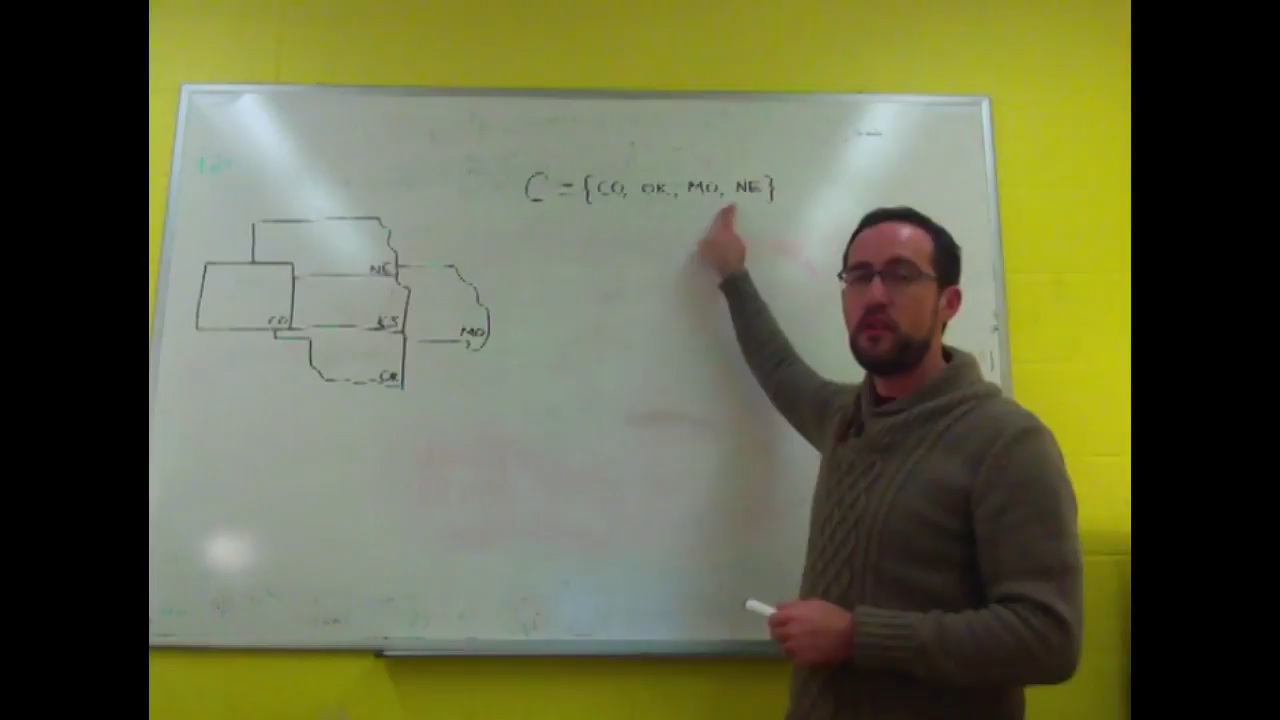 C = {CO, OK, MO, NE}
NE
CO
KS
MO
OK